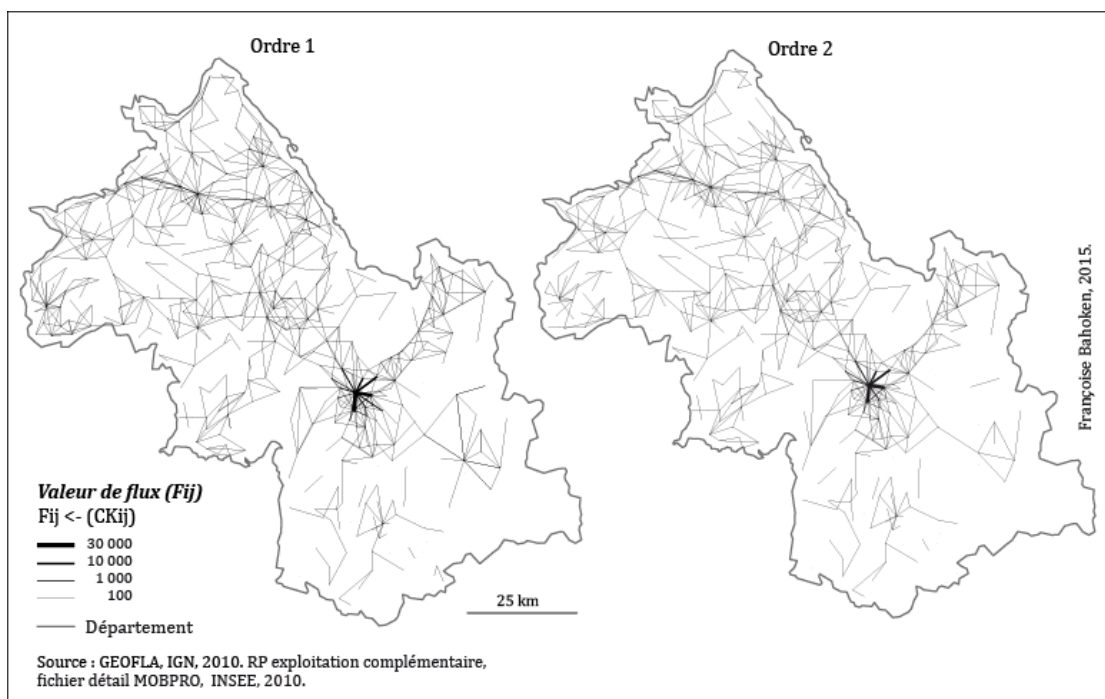 Ordre 1
Ordre 2
Françoise Bahoken, 2015.
Valeur de flux (Fij)
Fij <- (CKij)
30 000
10 000
1 000
100
Département
25 km
Source : GEOFLA, IGN, 2010. RP exploitation complémentaire,
fichier détail MOBPRO, INSEE, 2010.